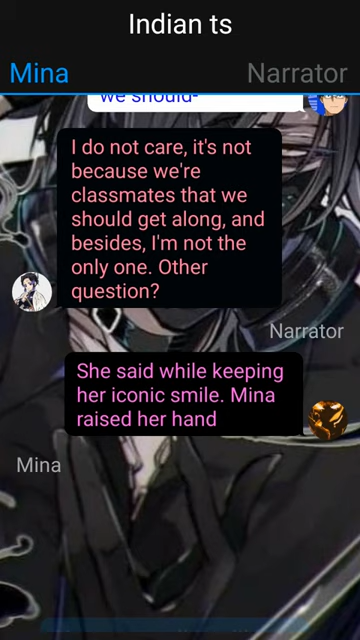 Indian ts
Mina
Narrator
we should-
I do not care, it's not
because we're
classmates that we
should get along, and
besides, I'm not the
only one. Other
question?
Narrator
She said while keeping
her iconic smile. Mina
raised her hand
Mina